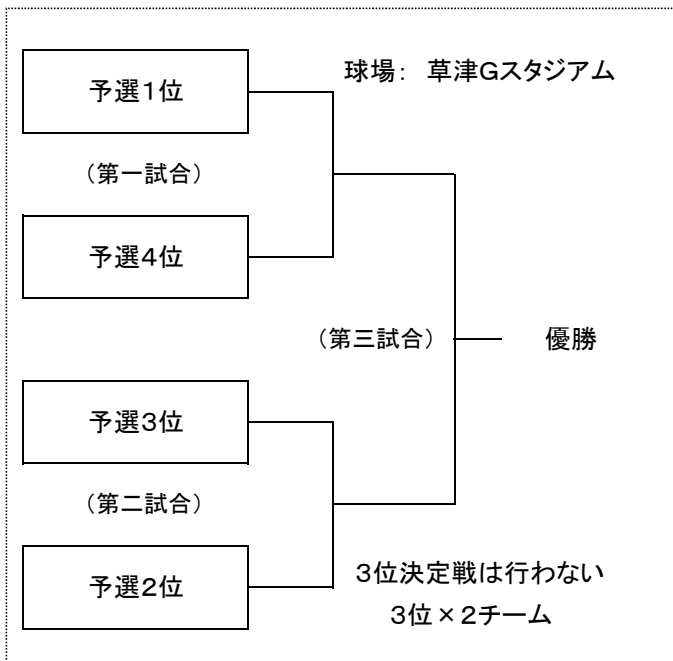 予選1位
球場： 草津Gスタジアム
（第一試合）
予選4位
（第三試合）
優勝
予選3位
（第二試合）
予選2位
3位決定戦は行わない
3位×2チーム